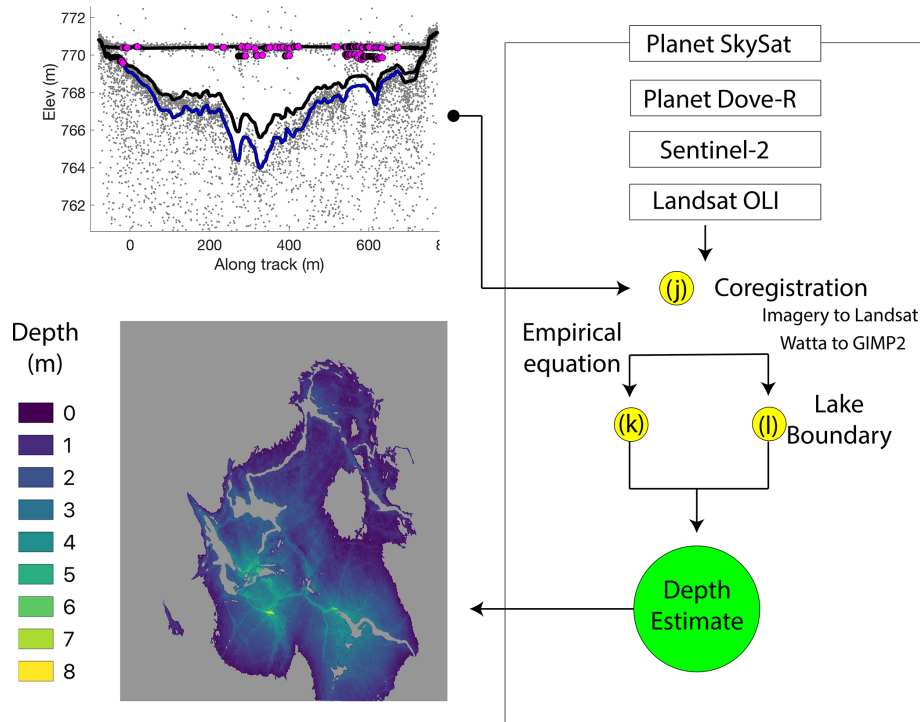 772
770
768
766
764
762
Elev (m)
0
200
400
600
8
Along track (m)
Planet SkySat
Planet Dove-R
Sentinel-2
Landsat OLI
(j)
Coregistration
Imagery to Landsat
Watta to GIMP2
Empirical
equation
(k)
(l)
Lake
Boundary
Depth
Estimate
Depth
(m)
0
1
2
3
4
5
6
7
8